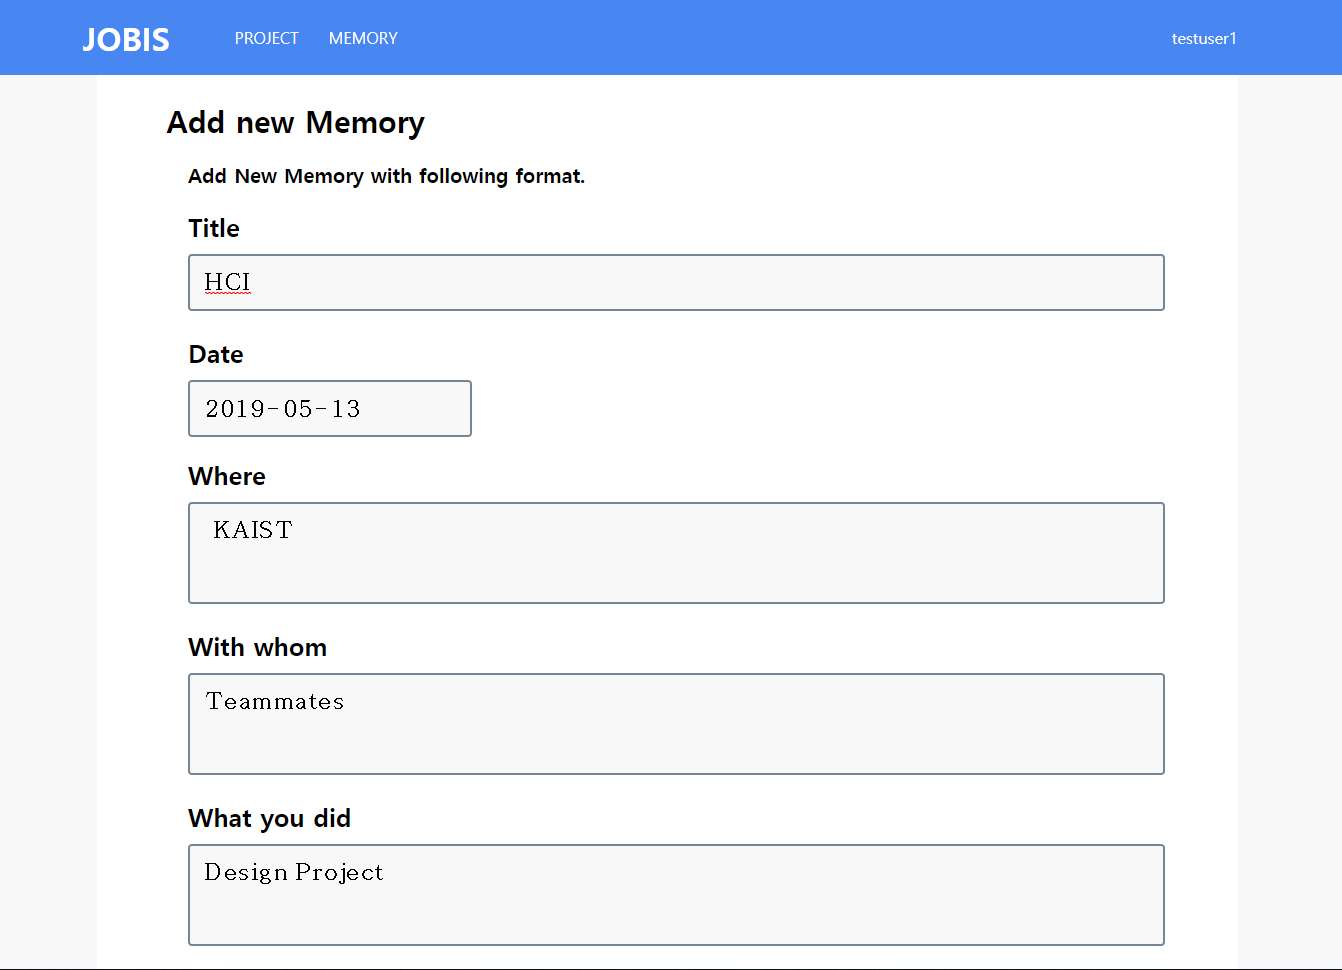 JOBIS PROJECT MEMORY testuser1
Add new Memory
Add New Memory with following format.
Title
HCI
Date
2019-05-13
Where
KAIST
With whom
Teammates
What you did
Design Project